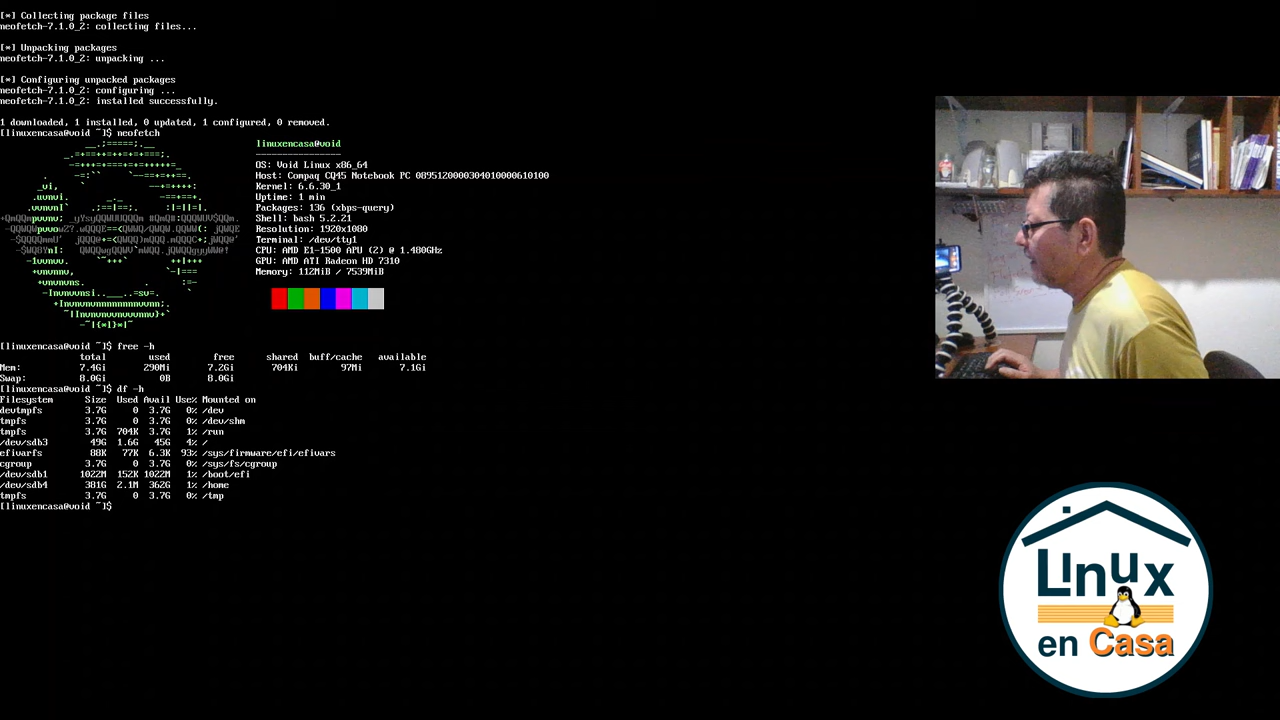 [*] Collecting package files
neofetch-7.1.0_2: collecting files...
[*] Unpacking packages
neofetch-7.1.0_2: unpacking ...
[*] Configuring unpacked packages
neofetch-7.1.0_2: configuring ...
neofetch-7.1.0_2: installed successfully.
1 downloaded, 1 installed, 0 updated, 1 configured, 0 removed.
[linuxencasa@void ~]$ neofetch
linuxencasa@void
----------------
OS: Void Linux x86_64
Host: Compaq CQ45 Notebook PC 0895120000304010000610100
Kernel: 6.6.30_1
Uptime: 1 min
Packages: 136 (xbps-query)
Shell: bash 5.2.21
Resolution: 1920x1080
Terminal: /dev/tty1
CPU: AMD E1-1500 APU (2) @ 1.480GHz
GPU: AMD ATI Radeon HD 7310
Memory: 112MiB / 7539MiB
[linuxencasa@void ~]$ free -h
total used free shared buff/cache available
Mem: 7.4Gi 290Mi 7.2Gi 704Ki 97Mi 7.1Gi
Swap: 8.0Gi 0B 8.0Gi
[linuxencasa@void ~]$ df -h
Filesystem Size Used Avail Use% Mounted on
devtmpfs 3.7G 0 3.7G 0% /dev
tmpfs 3.7G 0 3.7G 0% /dev/shm
tmpfs 3.7G 704K 3.7G 1% /run
/dev/sdb3 49G 1.6G 45G 4% /
efivarfs 88K 77K 6.3K 93% /sys/firmware/efi/efivars
cgroup 3.7G 0 3.7G 0% /sys/fs/cgroup
/dev/sdb1 1022M 152K 1022M 1% /boot/efi
/dev/sdb4 381G 2.1M 362G 1% /home
tmpfs 3.7G 0 3.7G 0% /tmp
[linuxencasa@void ~]$
Linux
en Casa